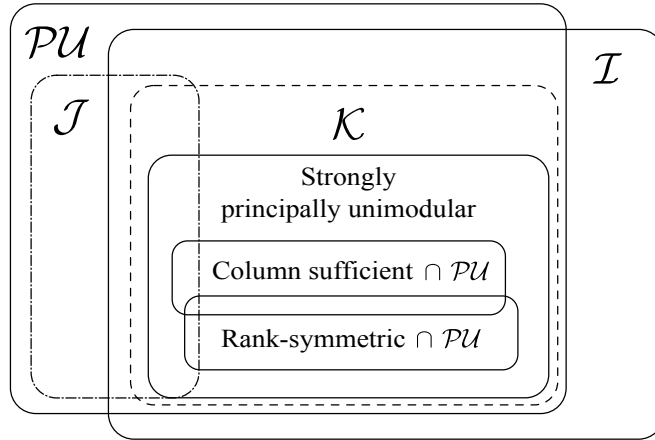 𝒫𝒰
ℐ
𝒥
𝒦
Strongly
principally unimodular
Column sufficient ∩ 𝒫𝒰
Rank-symmetric ∩ 𝒫𝒰